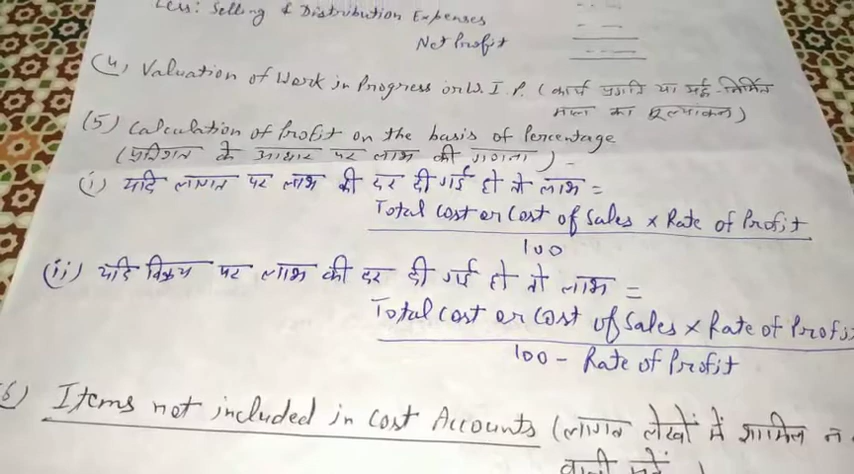 Less: Selling & Distribution Expenses
Net Profit
(4) Valuation of Work in Progress or W.I.P. (कार्य प्रगति या अर्द्ध-निर्मित
माल का मूल्यांकन)
(5) Calculation of Profit on the basis of Percentage
(प्रतिशत के आधार पर लाभ की गणना) -
(i) यदि लागत पर लाभ की दर दी गई हो तो लाभ =
Total Cost or Cost of Sales × Rate of Profit
100
(ii) यदि विक्रय पर लाभ की दर दी गई हो तो लाभ =
Total Cost or Cost of Sales × Rate of Profit
100 - Rate of Profit
6) Items not included in Cost Accounts (लागत लेखों में शामिल न
वाली मदें)